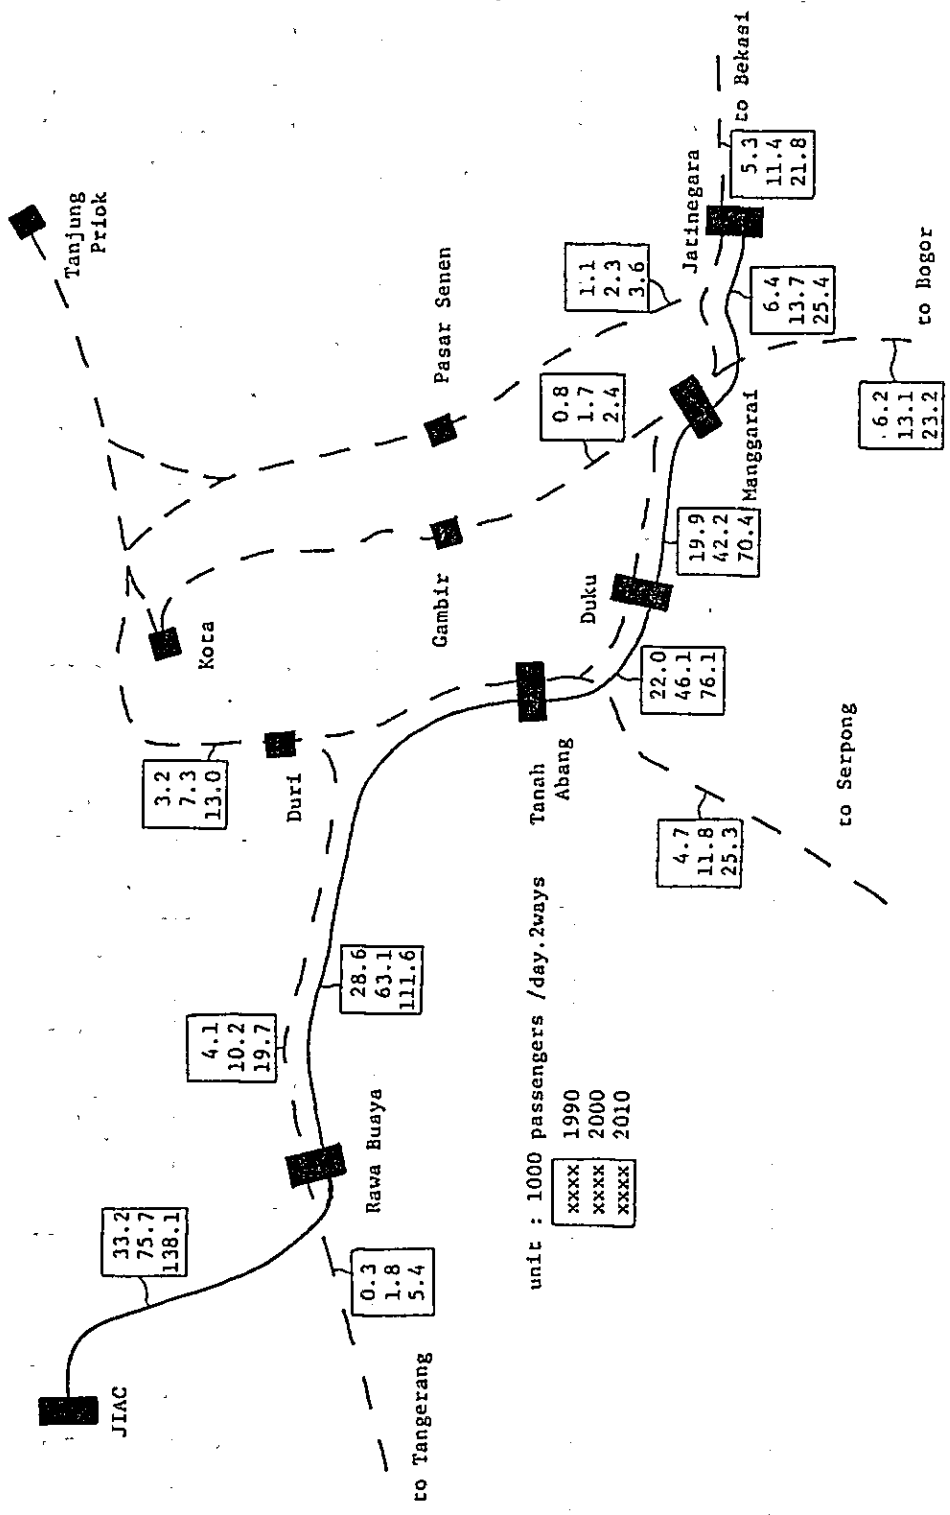 Tanjung
Priok
Kota
Pasar Senen
Gambir
3.2
7.3
13.0
Duri
1.1
2.3
3.6
0.8
1.7
2.4
Jatinegara
to Bekasi
5.3
11.4
21.8
6.4
13.7
25.4
to Bogor
6.2
13.1
23.2
Manggarai
19.9
42.2
70.4
Duku
22.0
46.1
76.1
Tanah
Abang
to Serpong
4.7
11.8
25.3
28.6
63.1
111.6
4.1
10.2
19.7
Rawa Buaya
33.2
75.7
138.1
JIAC
0.3
1.8
5.4
to Tangerang
unit : 1000 passengers /day.2ways
xxxx 1990
xxxx 2000
xxxx 2010